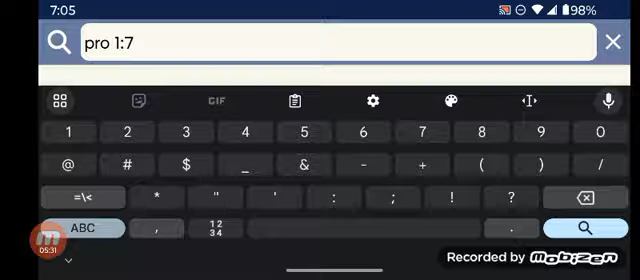 7:05
98%
pro 1:7
GIF
1 2 3 4 5 6 7 8 9 0
@ # $ _ & - + ( ) /
=\< * " ' : ; ! ?
ABC , 12 34 .
05:31
Recorded by MOBIZEN